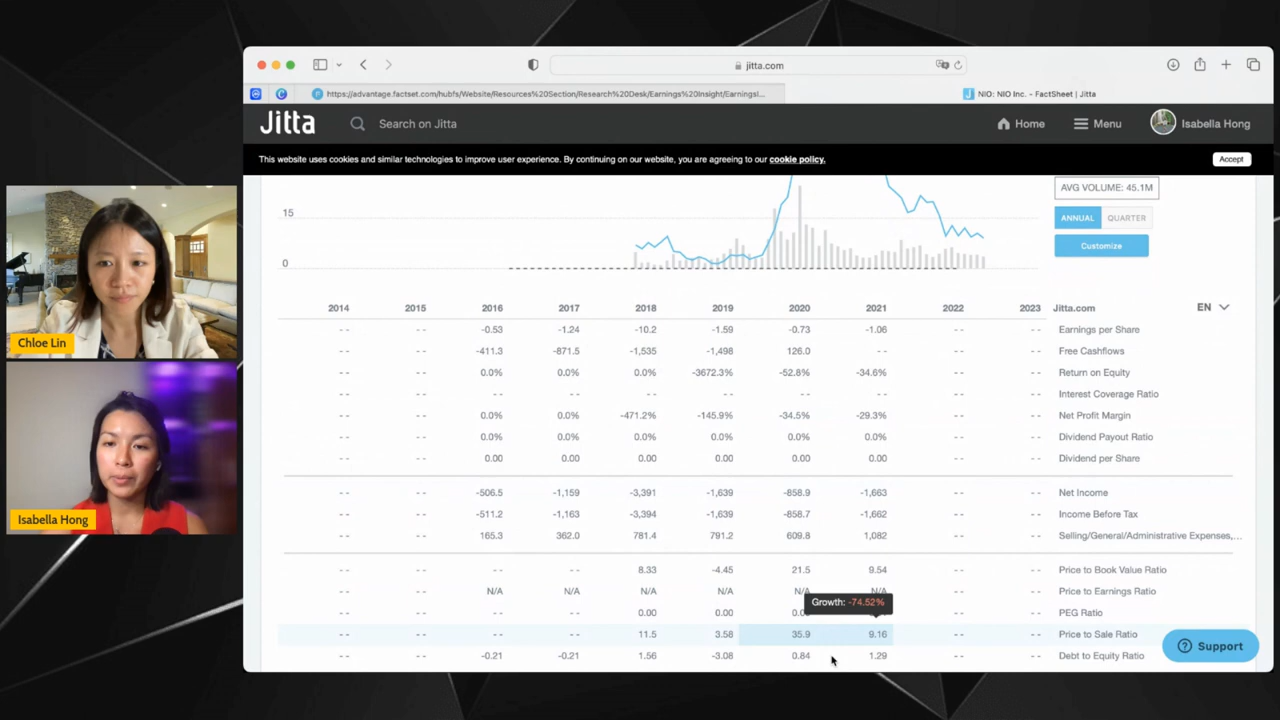 jitta.com
https://advantage.factset.com/hubfs/Website/Resources%20Section/Research%20Desk/Earnings%20Insight/EarningsI...
NIO: NIO Inc. - FactSheet | Jitta
Jitta Search on Jitta Home Menu Isabella Hong
This website uses cookies and similar technologies to improve user experience. By continuing on our website, you are agreeing to our cookie policy. Accept
AVG VOLUME: 45.1M
15
ANNUAL QUARTER
Customize
0
2014 2015 2016 2017 2018 2019 2020 2021 2022 2023 Jitta.com EN
-- -- -0.53 -1.24 -10.2 -1.59 -0.73 -1.06 -- -- Earnings per Share
-- -- -411.3 -871.5 -1,535 -1,498 126.0 -- -- -- Free Cashflows
-- -- 0.0% 0.0% 0.0% -3672.3% -52.8% -34.6% -- -- Return on Equity
-- -- -- -- -- -- -- -- -- -- Interest Coverage Ratio
-- -- 0.0% 0.0% -471.2% -145.9% -34.5% -29.3% -- -- Net Profit Margin
-- -- 0.0% 0.0% 0.0% 0.0% 0.0% 0.0% -- -- Dividend Payout Ratio
-- -- 0.00 0.00 0.00 0.00 0.00 0.00 -- -- Dividend per Share
-- -- -506.5 -1,159 -3,391 -1,639 -858.9 -1,663 -- -- Net Income
-- -- -511.2 -1,163 -3,394 -1,639 -858.7 -1,662 -- -- Income Before Tax
-- -- 165.3 362.0 781.4 791.2 609.8 1,082 -- -- Selling/General/Administrative Expenses,...
-- -- -- -- 8.33 -4.45 21.5 9.54 -- -- Price to Book Value Ratio
-- -- N/A N/A N/A N/A N/A N/A -- -- Price to Earnings Ratio
Growth: -74.52%
-- -- -- -- 0.00 0.00 -- -- PEG Ratio
-- -- -- -- 11.5 3.58 35.9 9.16 -- -- Price to Sale Ratio
-- -- -0.21 -0.21 1.56 -3.08 0.84 1.29 -- -- Debt to Equity Ratio
Support
Chloe Lin
Isabella Hong